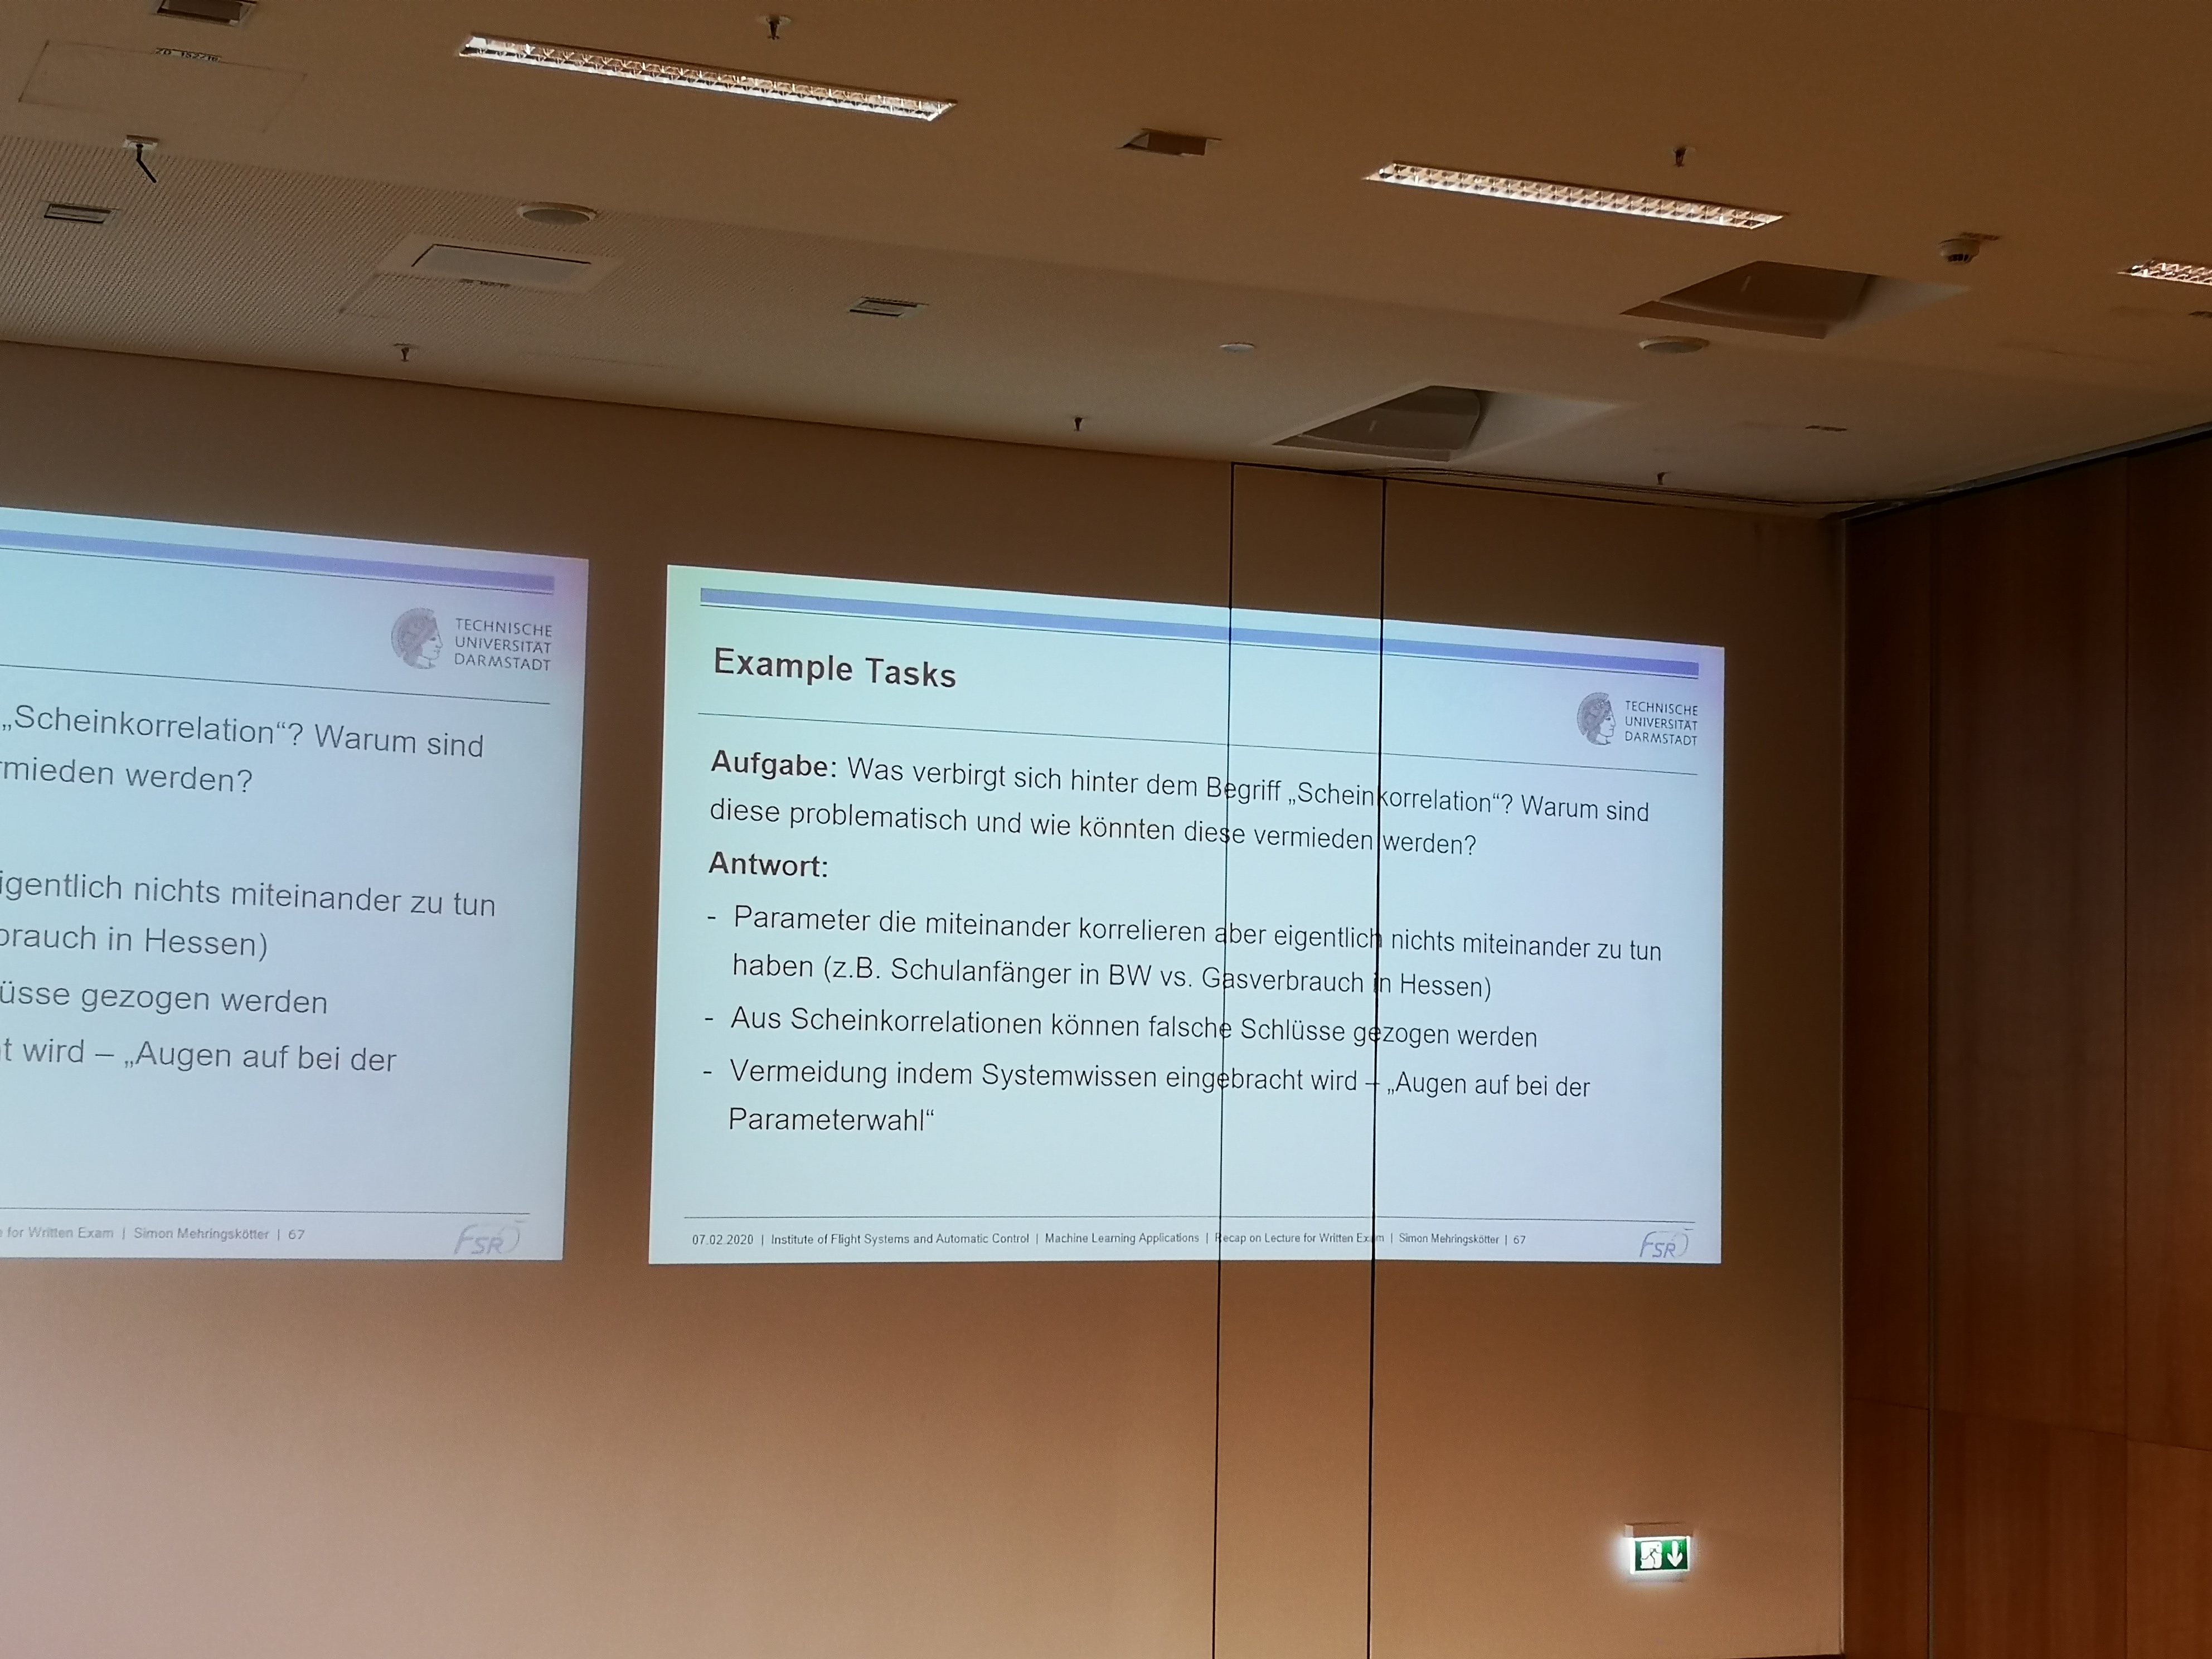 TECHNISCHE
UNIVERSITÄT
DARMSTADT
„Scheinkorrelation“? Warum sind
rmieden werden?
igentlich nichts miteinander zu tun
brauch in Hessen)
üsse gezogen werden
t wird – „Augen auf bei der
for Written Exam | Simon Mehringskötter | 67
FSR
Example Tasks
TECHNISCHE
UNIVERSITÄT
DARMSTADT
Aufgabe: Was verbirgt sich hinter dem Begriff „Scheinkorrelation“? Warum sind
diese problematisch und wie könnten diese vermieden werden?
Antwort:
- Parameter die miteinander korrelieren aber eigentlich nichts miteinander zu tun
haben (z.B. Schulanfänger in BW vs. Gasverbrauch in Hessen)
- Aus Scheinkorrelationen können falsche Schlüsse gezogen werden
- Vermeidung indem Systemwissen eingebracht wird – „Augen auf bei der
Parameterwahl“
07.02.2020 | Institute of Flight Systems and Automatic Control | Machine Learning Applications | Recap on Lecture for Written Exam | Simon Mehringskötter | 67
FSR